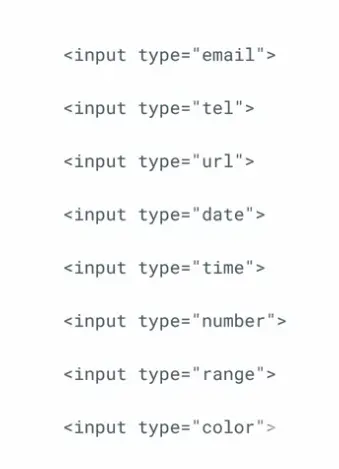 <input type="email">
<input type="tel">
<input type="url">
<input type="date">
<input type="time">
<input type="number">
<input type="range">
<input type="color">